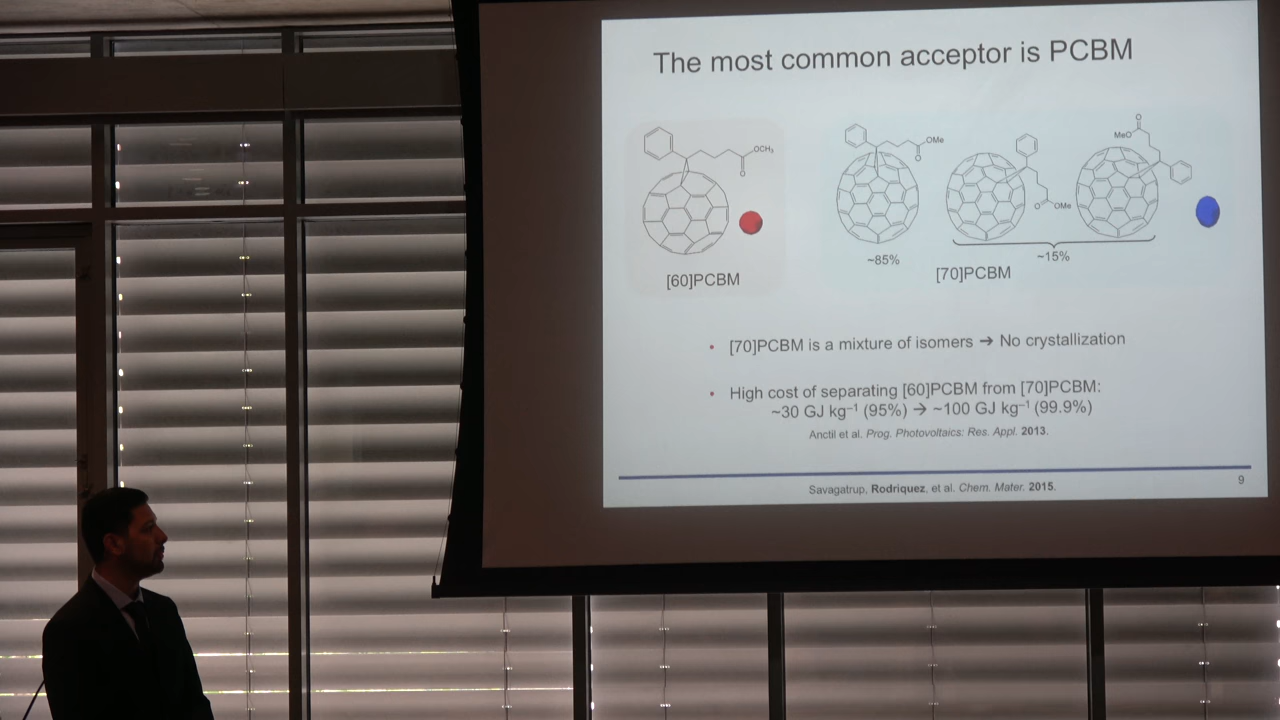 The most common acceptor is PCBM
OCH₃
O
[60]PCBM
OMe
O
~85%
O
OMe
O
MeO
~15%
[70]PCBM
• [70]PCBM is a mixture of isomers → No crystallization
• High cost of separating [60]PCBM from [70]PCBM:
~30 GJ kg⁻¹ (95%) → ~100 GJ kg⁻¹ (99.9%)
Anctil et al. Prog. Photovoltaics: Res. Appl. 2013.
Savagatrup, Rodriquez, et al. Chem. Mater. 2015.
9